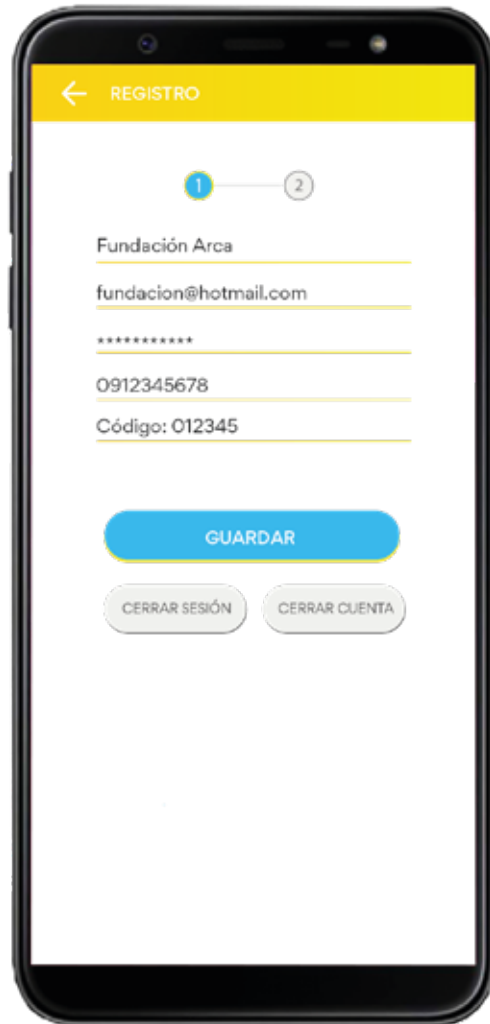 REGISTRO
1 2
Fundación Arca
fundacion@hotmail.com
***********
0912345678
Código: 012345
GUARDAR
CERRAR SESIÓN CERRAR CUENTA